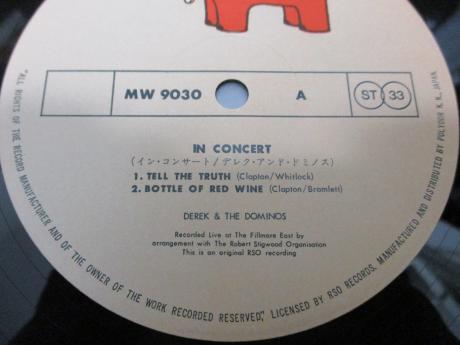 MW 9030 A ST 33
IN CONCERT
(イン・コンサート/デレク・アンド・ドミノス)
1. TELL THE TRUTH (Clapton/Whitlock)
2. BOTTLE OF RED WINE (Clapton/Bramlett)
DEREK & THE DOMINOS
Recorded Live at The Fillmore East by
arrangement with The Robert Stigwood Organisation
This is an original RSO recording
"ALL RIGHTS OF THE RECORD MANUFACTURER AND OF THE OWNER OF THE WORK RECORDED RESERVED," LICENSED BY RSO RECORDS, MANUFACTURED AND DISTRIBUTED BY POLYDOR K. K., JAPAN.